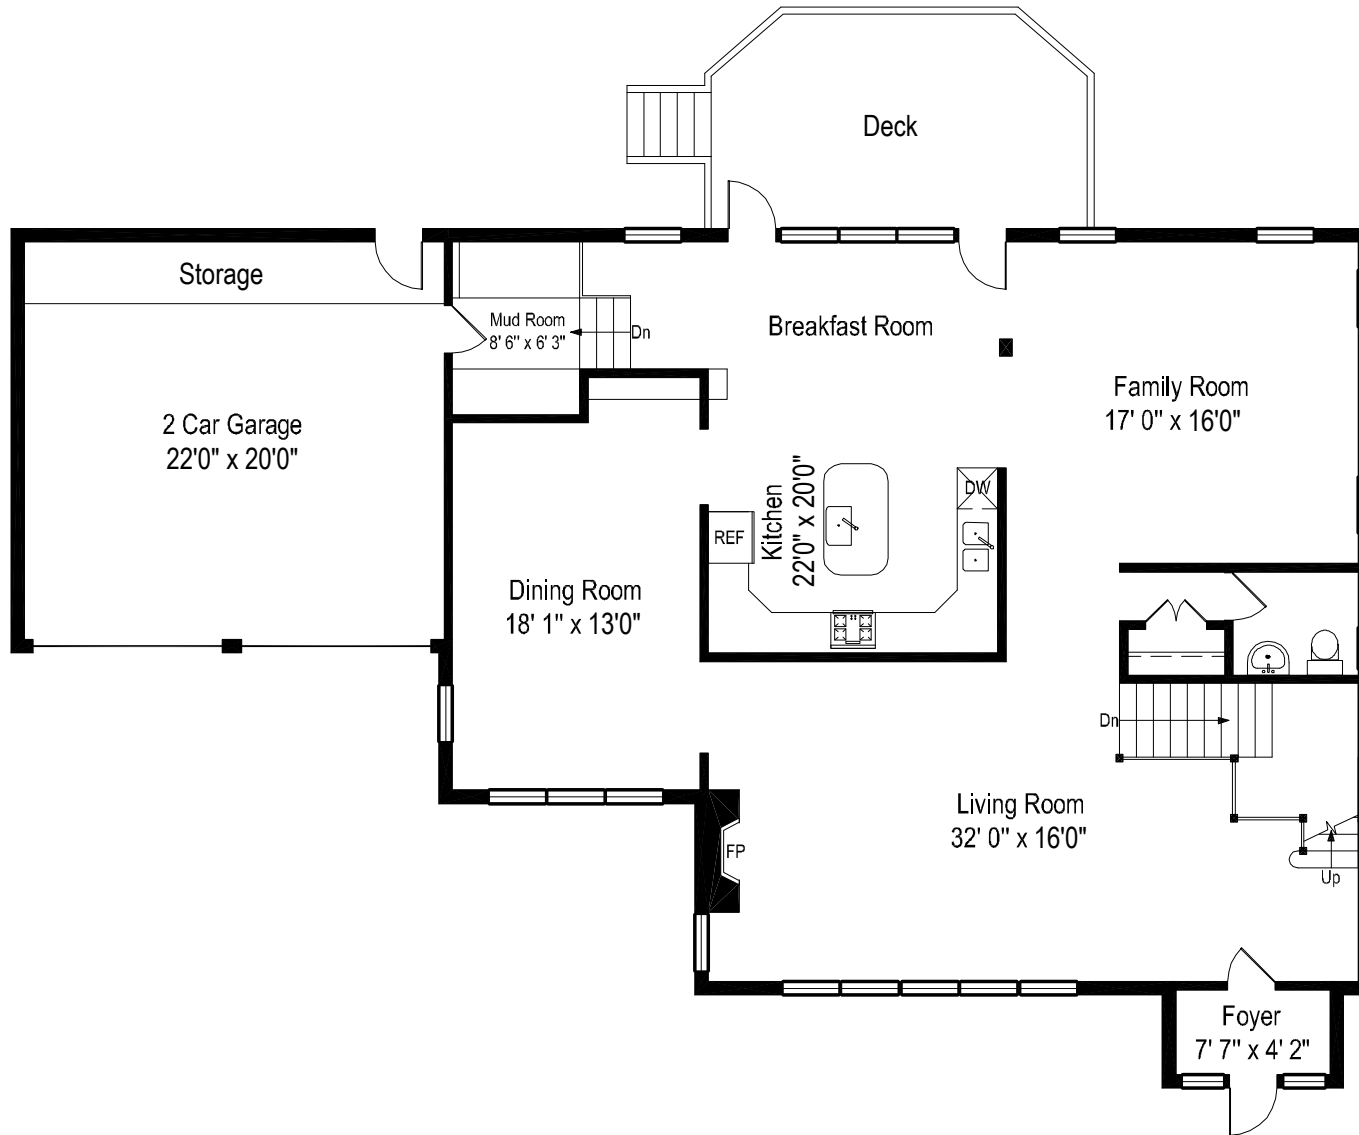 Deck
Storage
Mud Room
8' 6" x 6' 3"
Dn
Breakfast Room
Family Room
17' 0" x 16'0"
2 Car Garage
22'0" x 20'0"
Kitchen
22'0" x 20'0"
DW
REF
Dining Room
18' 1" x 13'0"
Dn
Living Room
32' 0" x 16'0"
FP
Up
Foyer
7' 7" x 4' 2"